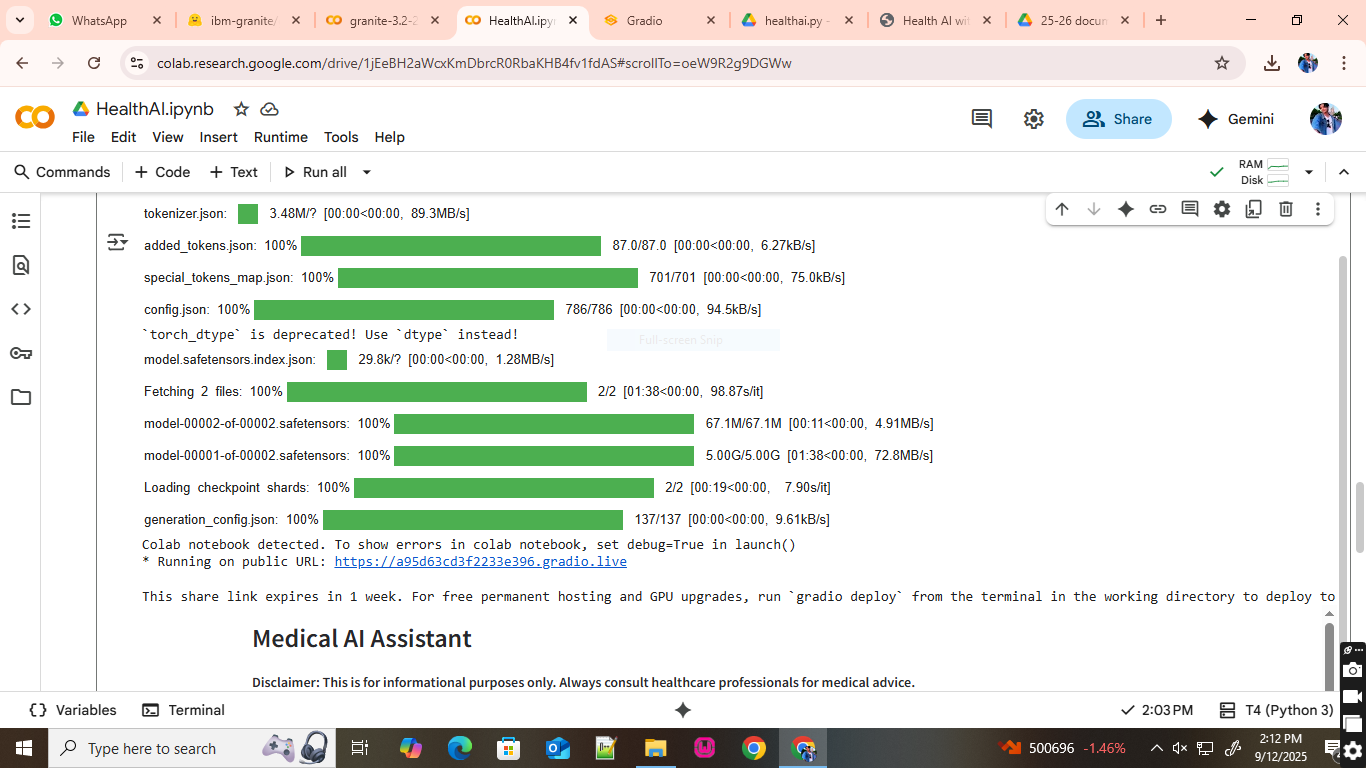 WhatsApp
ibm-granite/
granite-3.2-2
HealthAI.ipyn
Gradio
healthai.py -
Health AI wit
25-26 docum
colab.research.google.com/drive/1jEeBH2aWcxKmDbrcR0RbaKHB4fv1fdAS#scrollTo=oeW9R2g9DGWw
HealthAI.ipynb
File Edit View Insert Runtime Tools Help
Share
Gemini
Commands + Code + Text Run all
RAM
Disk
tokenizer.json: 3.48M/? [00:00<00:00, 89.3MB/s]
added_tokens.json: 100% 87.0/87.0 [00:00<00:00, 6.27kB/s]
special_tokens_map.json: 100% 701/701 [00:00<00:00, 75.0kB/s]
config.json: 100% 786/786 [00:00<00:00, 94.5kB/s]
`torch_dtype` is deprecated! Use `dtype` instead!
Full-screen Snip
model.safetensors.index.json: 29.8k/? [00:00<00:00, 1.28MB/s]
Fetching 2 files: 100% 2/2 [01:38<00:00, 98.87s/it]
model-00002-of-00002.safetensors: 100% 67.1M/67.1M [00:11<00:00, 4.91MB/s]
model-00001-of-00002.safetensors: 100% 5.00G/5.00G [01:38<00:00, 72.8MB/s]
Loading checkpoint shards: 100% 2/2 [00:19<00:00, 7.90s/it]
generation_config.json: 100% 137/137 [00:00<00:00, 9.61kB/s]
Colab notebook detected. To show errors in colab notebook, set debug=True in launch()
* Running on public URL: https://a95d63cd3f2233e396.gradio.live
This share link expires in 1 week. For free permanent hosting and GPU upgrades, run `gradio deploy` from the terminal in the working directory to deploy to
Medical AI Assistant
Disclaimer: This is for informational purposes only. Always consult healthcare professionals for medical advice.
Variables Terminal
2:03 PM T4 (Python 3)
Type here to search
500696 -1.46%
2:12 PM
9/12/2025